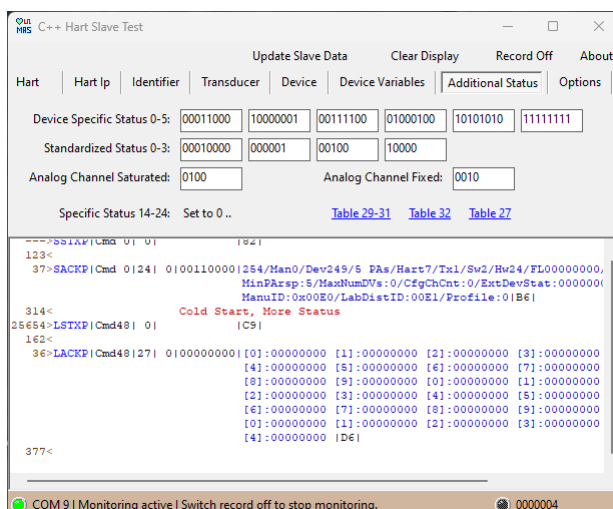 C++ Hart Slave Test
Update Slave Data Clear Display Record Off About
Hart Hart Ip Identifier Transducer Device Device Variables Additional Status Options
Device Specific Status 0-5: 00011000 10000001 00111100 01000100 10101010 11111111
Standardized Status 0-3: 00010000 000001 00100 10000
Analog Channel Saturated: 0100 Analog Channel Fixed: 0010
Specific Status 14-24: Set to 0 .. Table 29-31 Table 32 Table 27
--->SSTXP|Cmd 0| 0| |82|
123<
37>SACKP|Cmd 0|24| 0|00110000|254/Man0/Dev249/5 PAs/Hart7/Tx1/Sw2/Hw24/FL00000000/
MinPArsp:5/MaxNumDVs:0/CfgChCnt:0/ExtDevStat:0000000
ManuID:0x00E0/LabDistID:00E1/Profile:0|B6|
314< Cold Start, More Status
25654>LSTXP|Cmd48| 0| |C9|
162<
36>LACKP|Cmd48|27| 0|00000000|[0]:00000000 [1]:00000000 [2]:00000000 [3]:00000000
[4]:00000000 [5]:00000000 [6]:00000000 [7]:00000000
[8]:00000000 [9]:00000000 [0]:00000000 [1]:00000000
[2]:00000000 [3]:00000000 [4]:00000000 [5]:00000000
[6]:00000000 [7]:00000000 [8]:00000000 [9]:00000000
[0]:00000000 [1]:00000000 [2]:00000000 [3]:00000000
[4]:00000000 |D6|
377<
COM 9 | Monitoring active | Switch record off to stop monitoring. 0000004